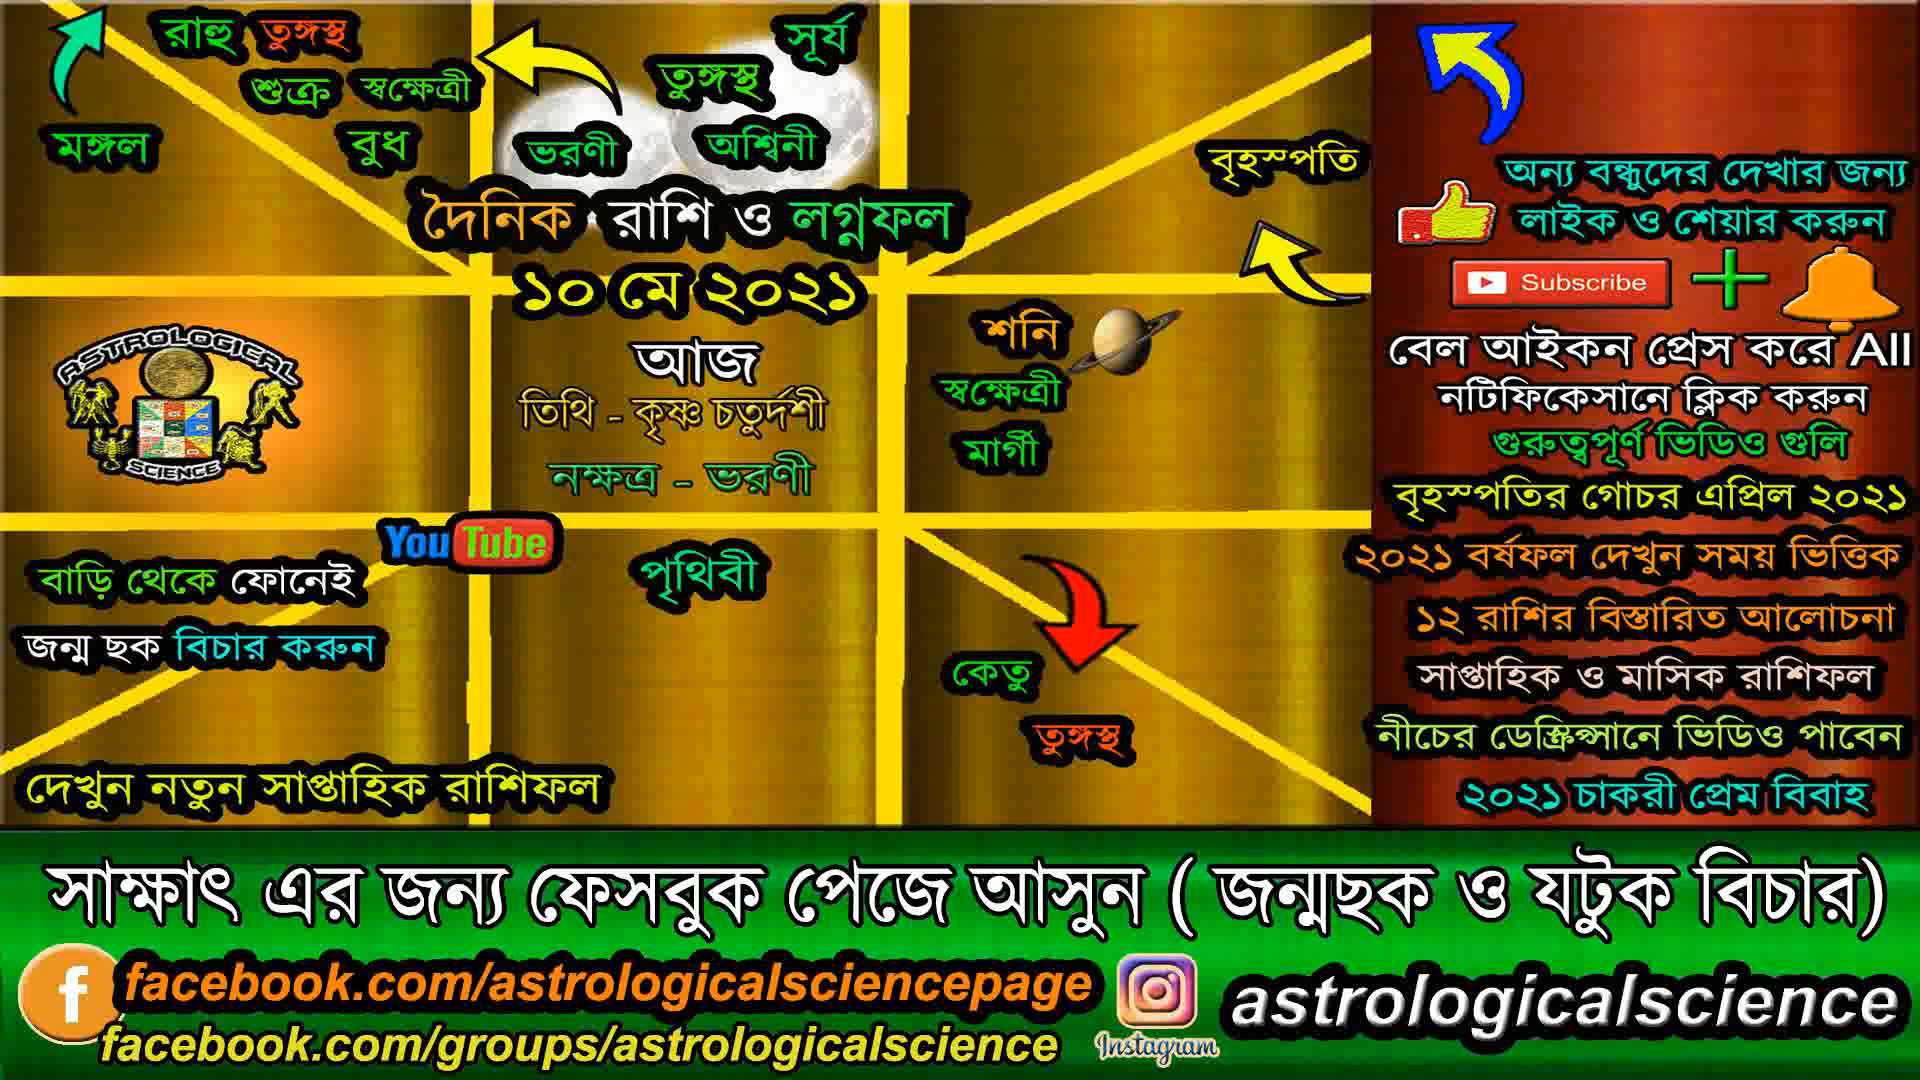 রাহু তুঙ্গস্থ
শুক্র স্বক্ষেত্রী
মঙ্গল
বুধ
সূর্য
তুঙ্গস্থ
ভরণী
অশ্বিনী
বৃহস্পতি
দৈনিক রাশি ও লগ্নফল
১০ মে ২০২১
আজ
তিথি - কৃষ্ণ চতুর্দশী
নক্ষত্র - ভরণী
শনি
স্বক্ষেত্রী
মার্গী
ASTROLOGICAL
SCIENCE
YouTube
বাড়ি থেকে ফোনেই
জন্ম ছক বিচার করুন
পৃথিবী
কেতু
তুঙ্গস্থ
দেখুন নতুন সাপ্তাহিক রাশিফল
অন্য বন্ধুদের দেখার জন্য
লাইক ও শেয়ার করুন
Subscribe
বেল আইকন প্রেস করে All
নটিফিকেসানে ক্লিক করুন
গুরুত্বপূর্ণ ভিডিও গুলি
বৃহস্পতির গোচর এপ্রিল ২০২১
২০২১ বর্ষফল দেখুন সময় ভিত্তিক
১২ রাশির বিস্তারিত আলোচনা
সাপ্তাহিক ও মাসিক রাশিফল
নীচের ডেস্ক্রিপ্সানে ভিডিও পাবেন
২০২১ চাকরী প্রেম বিবাহ
সাক্ষাৎ এর জন্য ফেসবুক পেজে আসুন ( জন্মছক ও যটুক বিচার)
facebook.com/astrologicalsciencepage
facebook.com/groups/astrologicalscience
Instagram
astrologicalscience